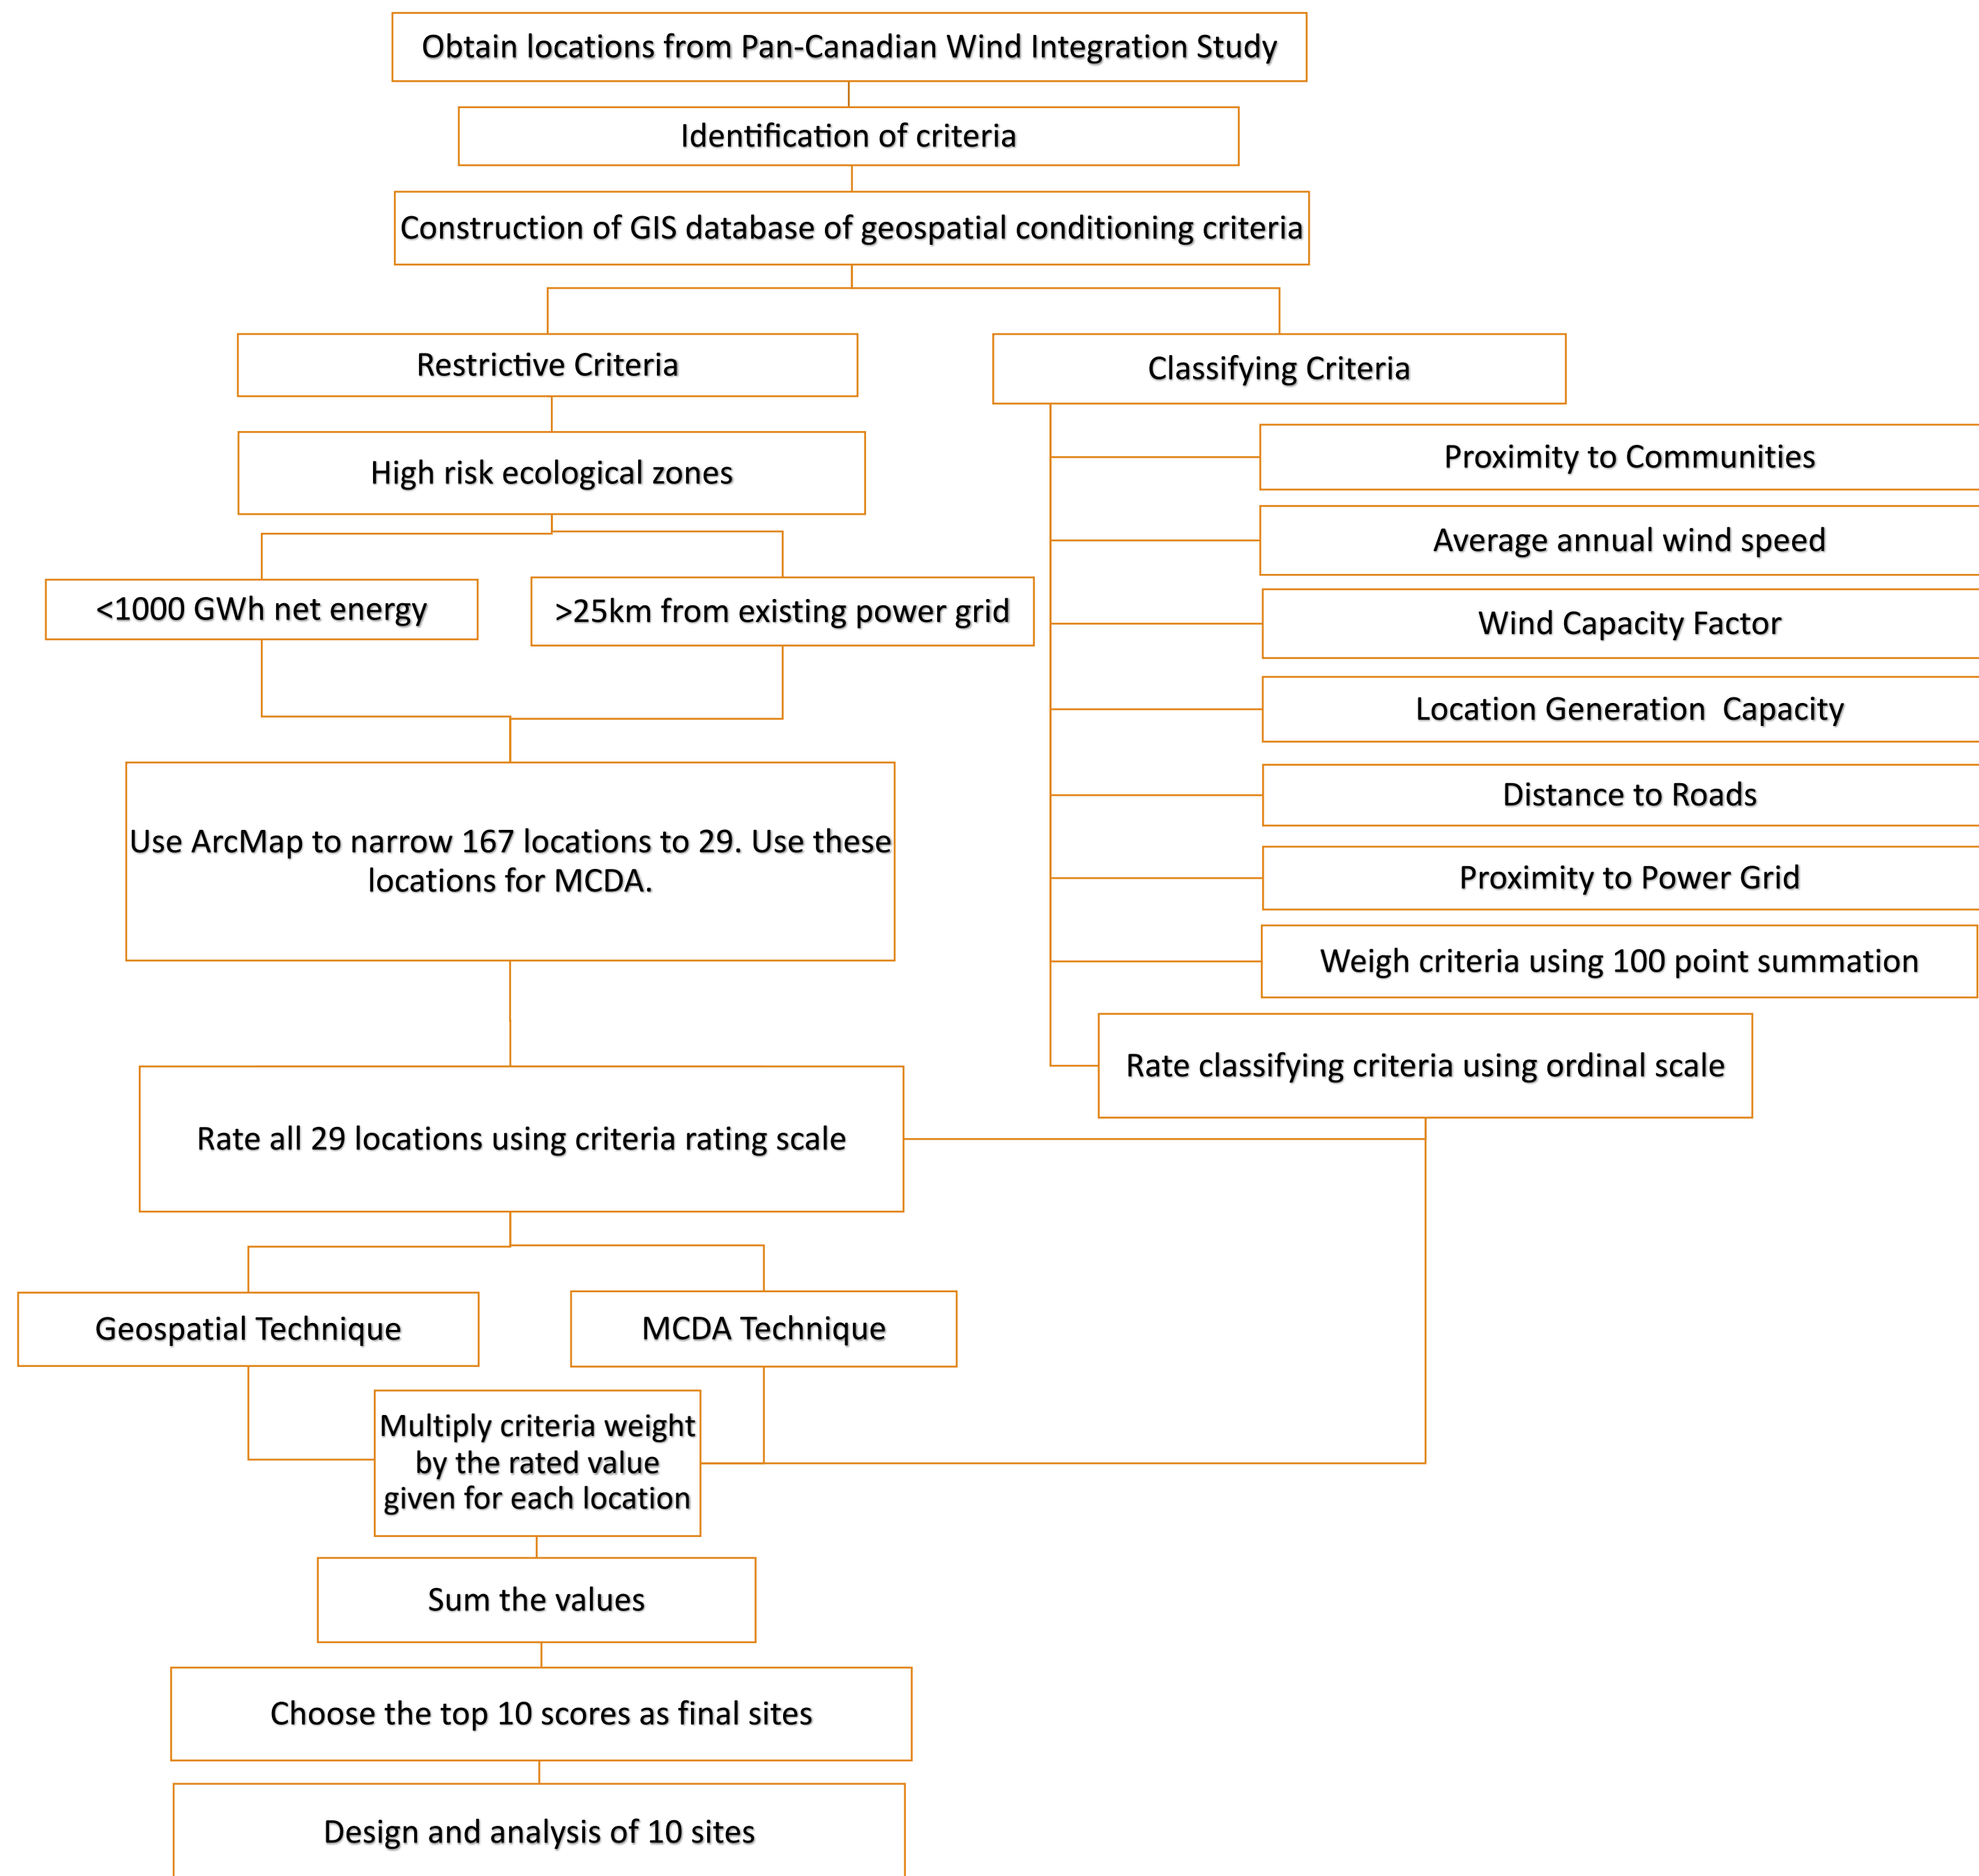 Obtain locations from Pan-Canadian Wind Integration Study
Identification of criteria
Construction of GIS database of geospatial conditioning criteria
Restrictive Criteria
Classifying Criteria
High risk ecological zones
<1000 GWh net energy
>25km from existing power grid
Proximity to Communities
Average annual wind speed
Wind Capacity Factor
Location Generation  Capacity
Distance to Roads
Proximity to Power Grid
Weigh criteria using 100 point summation
Rate classifying criteria using ordinal scale
Use ArcMap to narrow 167 locations to 29. Use these
locations for MCDA.
Rate all 29 locations using criteria rating scale
Geospatial Technique
MCDA Technique
Multiply criteria weight
by the rated value
given for each location
Sum the values
Choose the top 10 scores as final sites
Design and analysis of 10 sites